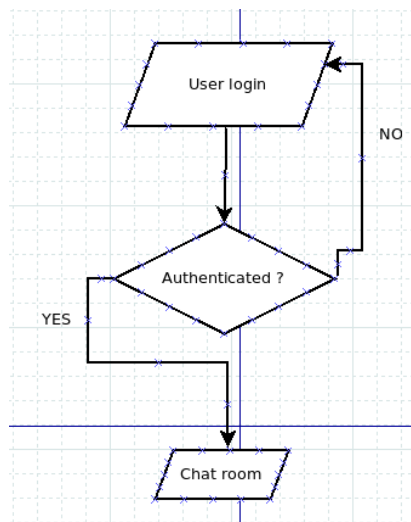 User login
NO
Authenticated ?
YES
Chat room